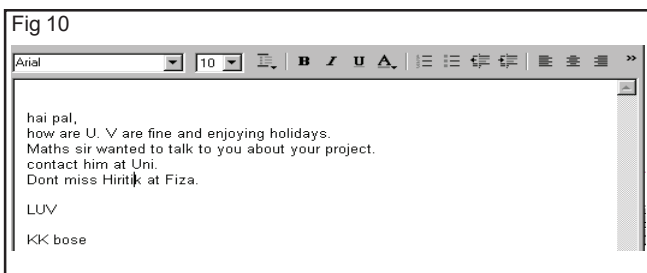 Fig 10
Arial 10 B I U A »
hai pal,
how are U. V are fine and enjoying holidays.
Maths sir wanted to talk to you about your project.
contact him at Uni.
Dont miss Hiritik at Fiza.
LUV
KK bose